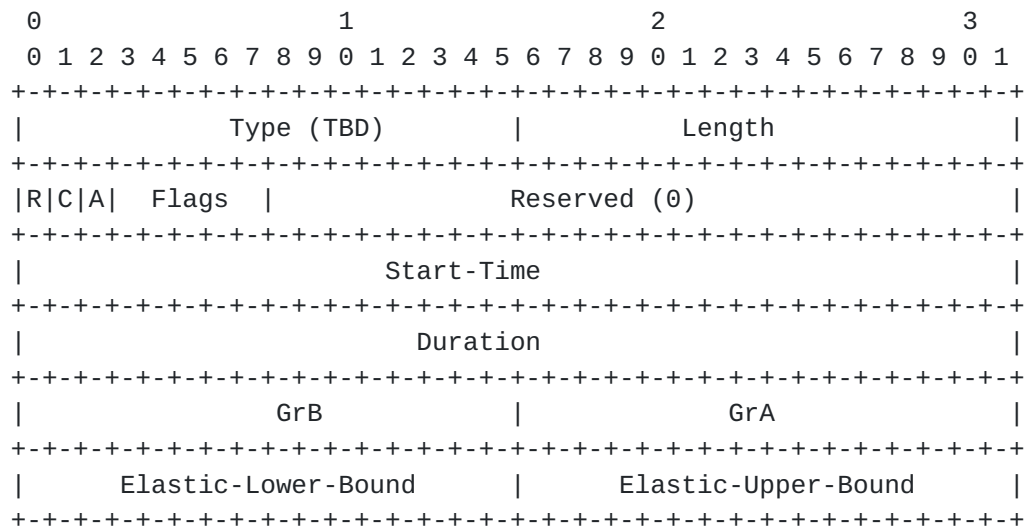 0                   1                   2                   3
 0 1 2 3 4 5 6 7 8 9 0 1 2 3 4 5 6 7 8 9 0 1 2 3 4 5 6 7 8 9 0 1
+-+-+-+-+-+-+-+-+-+-+-+-+-+-+-+-+-+-+-+-+-+-+-+-+-+-+-+-+-+-+-+-+
|             Type (TBD)        |          Length               |
+-+-+-+-+-+-+-+-+-+-+-+-+-+-+-+-+-+-+-+-+-+-+-+-+-+-+-+-+-+-+-+-+
|R|C|A|  Flags  |               Reserved (0)                    |
+-+-+-+-+-+-+-+-+-+-+-+-+-+-+-+-+-+-+-+-+-+-+-+-+-+-+-+-+-+-+-+-+
|                       Start-Time                              |
+-+-+-+-+-+-+-+-+-+-+-+-+-+-+-+-+-+-+-+-+-+-+-+-+-+-+-+-+-+-+-+-+
|                         Duration                              |
+-+-+-+-+-+-+-+-+-+-+-+-+-+-+-+-+-+-+-+-+-+-+-+-+-+-+-+-+-+-+-+-+
|                GrB            |             GrA               |
+-+-+-+-+-+-+-+-+-+-+-+-+-+-+-+-+-+-+-+-+-+-+-+-+-+-+-+-+-+-+-+-+
|      Elastic-Lower-Bound      |      Elastic-Upper-Bound      |
+-+-+-+-+-+-+-+-+-+-+-+-+-+-+-+-+-+-+-+-+-+-+-+-+-+-+-+-+-+-+-+-+